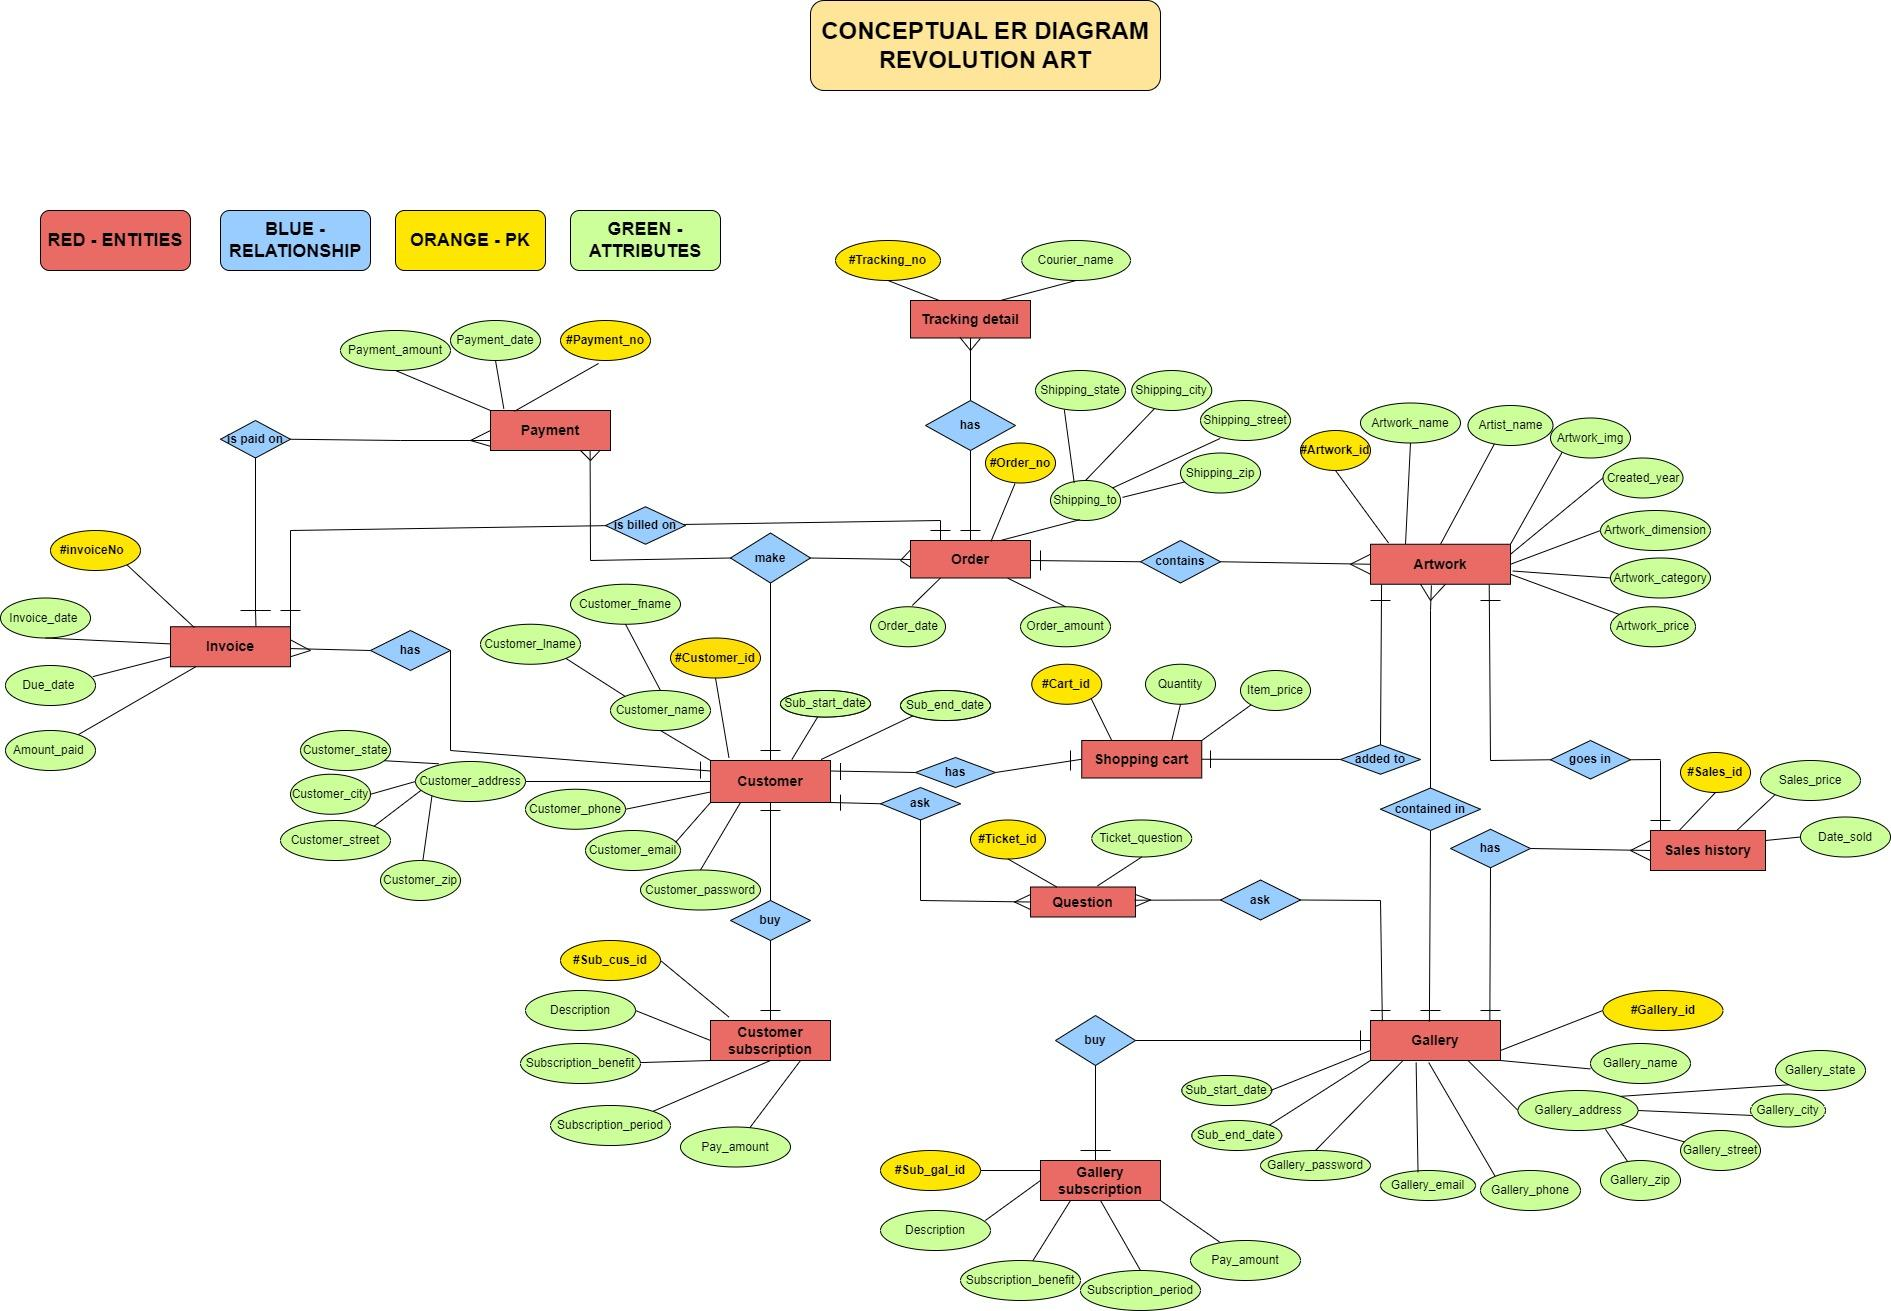 CONCEPTUAL ER DIAGRAM
REVOLUTION ART
RED - ENTITIES
BLUE -
RELATIONSHIP
ORANGE - PK
GREEN -
ATTRIBUTES
#Tracking_no
Courier_name
Tracking detail
Payment_amount
Payment_date
#Payment_no
Payment
is paid on
has
Shipping_state
Shipping_city
Shipping_street
Shipping_zip
Shipping_to
#Order_no
Artwork_name
Artist_name
Artwork_img
#Artwork_id
Created_year
Artwork_dimension
Artwork_category
Artwork_price
Artwork
is billed on
make
Order
contains
Order_date
Order_amount
#invoiceNo
Invoice_date
Due_date
Amount_paid
Invoice
has
Customer_fname
Customer_lname
#Customer_id
Customer_name
Sub_start_date
Sub_end_date
#Cart_id
Quantity
Item_price
Customer_state
Customer_city
Customer_address
Customer_street
Customer_zip
Customer_phone
Customer_email
Customer_password
Customer
has
Shopping cart
added to
goes in
#Sales_id
Sales_price
Date_sold
Sales history
ask
contained in
has
#Ticket_id
Ticket_question
Question
ask
buy
#Sub_cus_id
Description
Subscription_benefit
Subscription_period
Pay_amount
Customer
subscription
buy
Gallery
#Gallery_id
Gallery_name
Gallery_state
Gallery_address
Gallery_city
Gallery_street
Gallery_zip
Sub_start_date
Sub_end_date
Gallery_password
Gallery_email
Gallery_phone
#Sub_gal_id
Gallery
subscription
Description
Subscription_benefit
Subscription_period
Pay_amount